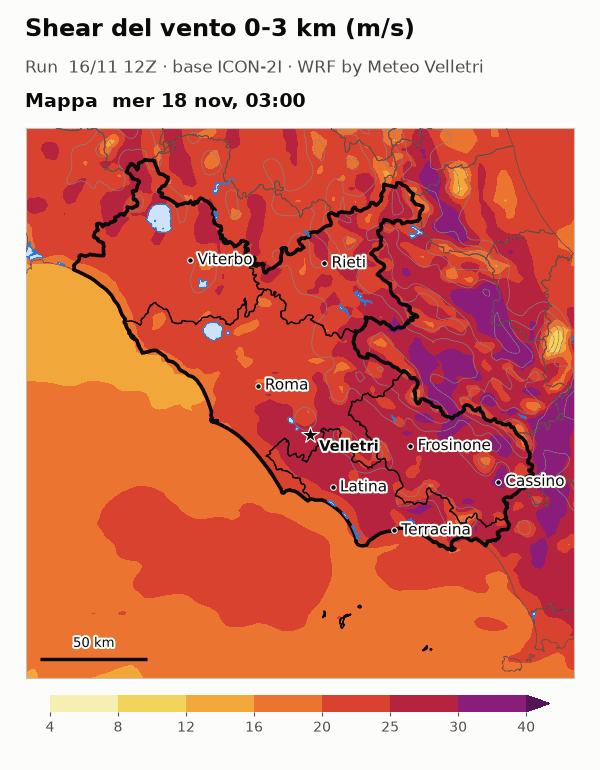 Shear del vento 0-3 km (m/s)
Run  16/11 12Z · base ICON-2I · WRF by Meteo Velletri
Mappa  mer 18 nov, 03:00
Viterbo
Rieti
Roma
Velletri
Frosinone
Cassino
Latina
Terracina
50 km
4 8 12 16 20 25 30 40